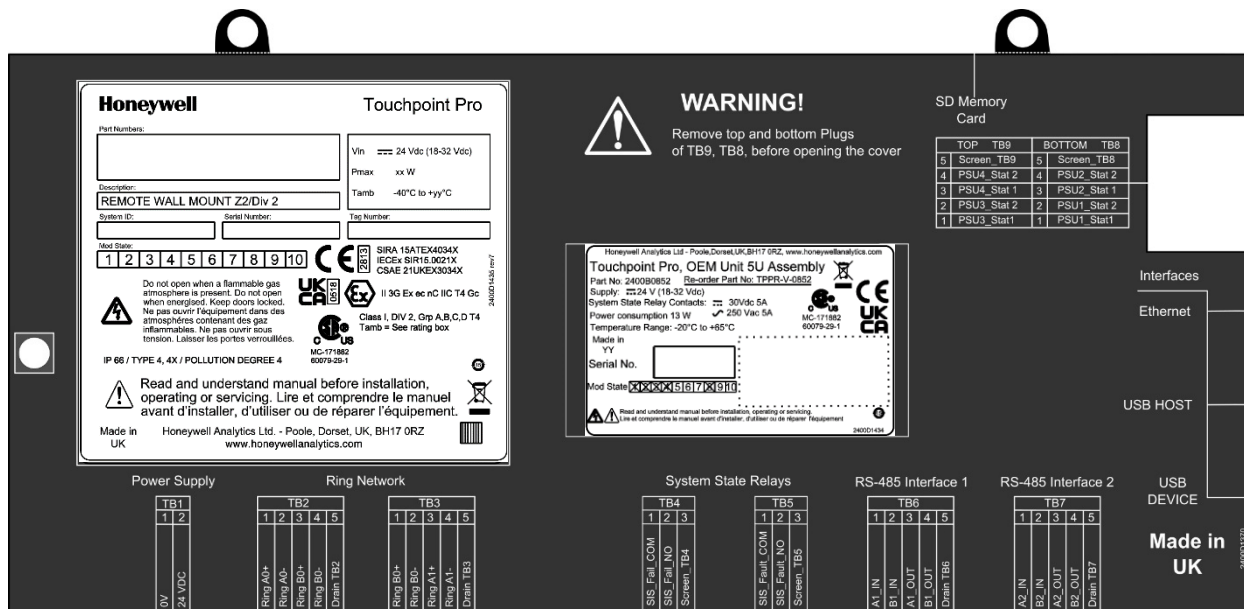 Honeywell Touchpoint Pro
Part Numbers:
Vin 24 Vdc (18-32 Vdc)
Pmax xx W
Tamb -40°C to +yy°C
Description:
REMOTE WALL MOUNT Z2/Div 2
System ID: Serial Number: Tag Number:
Mod State:
1 2 3 4 5 6 7 8 9 10
CE 2813
SIRA 15ATEX4034X
IECEx SIR15.0021X
CSAE 21UKEX3034X
2400D1435 rev7
Do not open when a flammable gas
atmosphere is present. Do not open
when energised. Keep doors locked.
Ne pas ouvrir l'équipement dans des
atmosphères contenant des gaz
inflammables. Ne pas ouvrir sous
tension. Laisser les portes verrouillées.
UK CA 0518
Ex II 3G Ex ec nC IIC T4 Gc
Class I, DIV 2, Grp A,B,C,D T4
Tamb = See rating box
C US
MC-171882
60079-29-1
IP 66 / TYPE 4, 4X / POLLUTION DEGREE 4
Read and understand manual before installation,
operating or servicing. Lire et comprendre le manuel
avant d'installer, d'utiliser ou de réparer l'équipement.
Made in
UK
Honeywell Analytics Ltd. - Poole, Dorset, UK, BH17 0RZ
www.honeywellanalytics.com
WARNING!
Remove top and bottom Plugs
of TB9, TB8, before opening the cover
SD Memory
Card
TOP TB9 BOTTOM TB8
5 Screen_TB9 5 Screen_TB8
4 PSU4_Stat 2 4 PSU2_Stat 2
3 PSU4_Stat 1 3 PSU2_Stat 1
2 PSU3_Stat 2 2 PSU1_Stat 2
1 PSU3_Stat1 1 PSU1_Stat1
Honeywell Analytics Ltd - Poole,Dorset,UK,BH17 0RZ, www.honeywellanalytics.com
Touchpoint Pro, OEM Unit 5U Assembly
Part No: 2400B0852 Re-order Part No: TPPR-V-0852
Supply: 24 V (18-32 Vdc)
System State Relay Contacts: 30Vdc 5A
Power consumption 13 W 250 Vac 5A
Temperature Range: -20°C to +65°C
C US
MC-171882
60079-29-1
CE
UK CA
Made in
YY
Serial No.
Mod State 5 6 7 9 10
Read and understand manual before installation, operating or servicing.
Lire et comprendre le manuel avant d'installer, d'utiliser ou de réparer l'équipement
2400D1434
Interfaces
Ethernet
USB HOST
USB
DEVICE
Made in
UK
2400D1270
Power Supply
TB1
1 2
0V
24 VDC
Ring Network
TB2
1 2 3 4 5
Ring A0+
Ring A0-
Ring B0+
Ring B0-
Drain TB2
TB3
1 2 3 4 5
Ring B0+
Ring B0-
Ring A1+
Ring A1-
Drain TB3
System State Relays
TB4
1 2 3
SIS_Fail_COM
SIS_Fail_NO
Screen_TB4
TB5
1 2 3
SIS_Fault_COM
SIS_Fault_NO
Screen_TB5
RS-485 Interface 1
TB6
1 2 3 4 5
A1_IN
B1_IN
A1_OUT
B1_OUT
Drain TB6
RS-485 Interface 2
TB7
1 2 3 4 5
A2_IN
B2_IN
A2_OUT
B2_OUT
Drain TB7